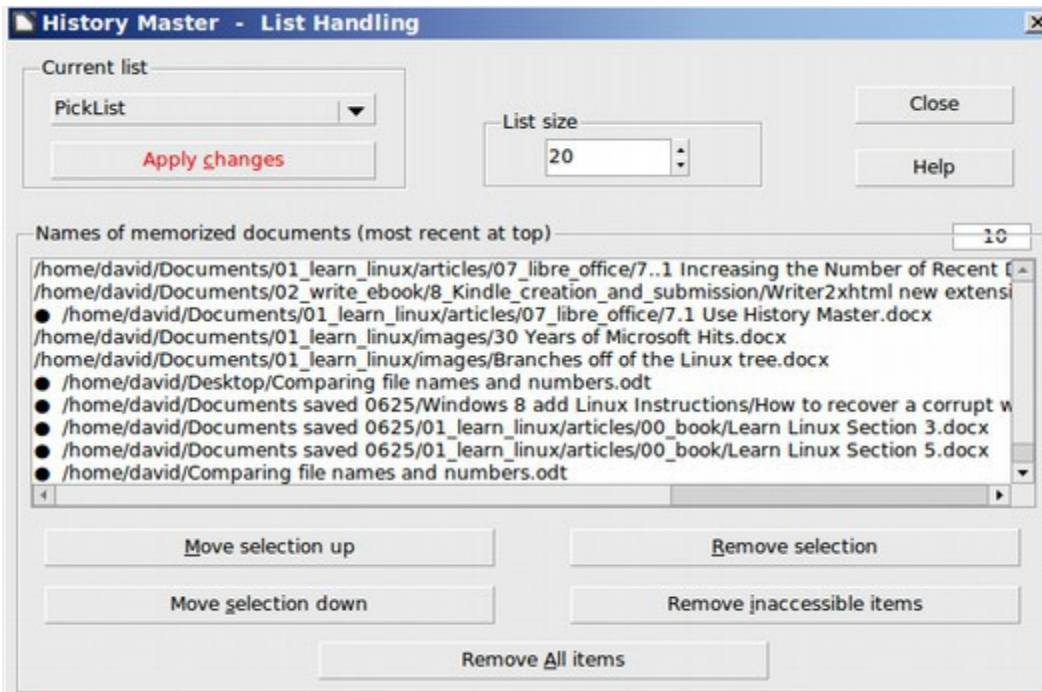 History Master - List Handling
Current list
PickList
Apply changes
List size
20
Close
Help
Names of memorized documents (most recent at top)
10
/home/david/Documents/01_learn_linux/articles/07_libre_office/7..1 Increasing the Number of Recent
/home/david/Documents/02_write_ebook/8_Kindle_creation_and_submission/Writer2xhtml new extensi
● /home/david/Documents/01_learn_linux/articles/07_libre_office/7.1 Use History Master.docx
/home/david/Documents/01_learn_linux/images/30 Years of Microsoft Hits.docx
/home/david/Documents/01_learn_linux/images/Branches off of the Linux tree.docx
● /home/david/Desktop/Comparing file names and numbers.odt
● /home/david/Documents saved 0625/Windows 8 add Linux Instructions/How to recover a corrupt w
● /home/david/Documents saved 0625/01_learn_linux/articles/00_book/Learn Linux Section 3.docx
● /home/david/Documents saved 0625/01_learn_linux/articles/00_book/Learn Linux Section 5.docx
● /home/david/Comparing file names and numbers.odt
Move selection up
Remove selection
Move selection down
Remove inaccessible items
Remove All items